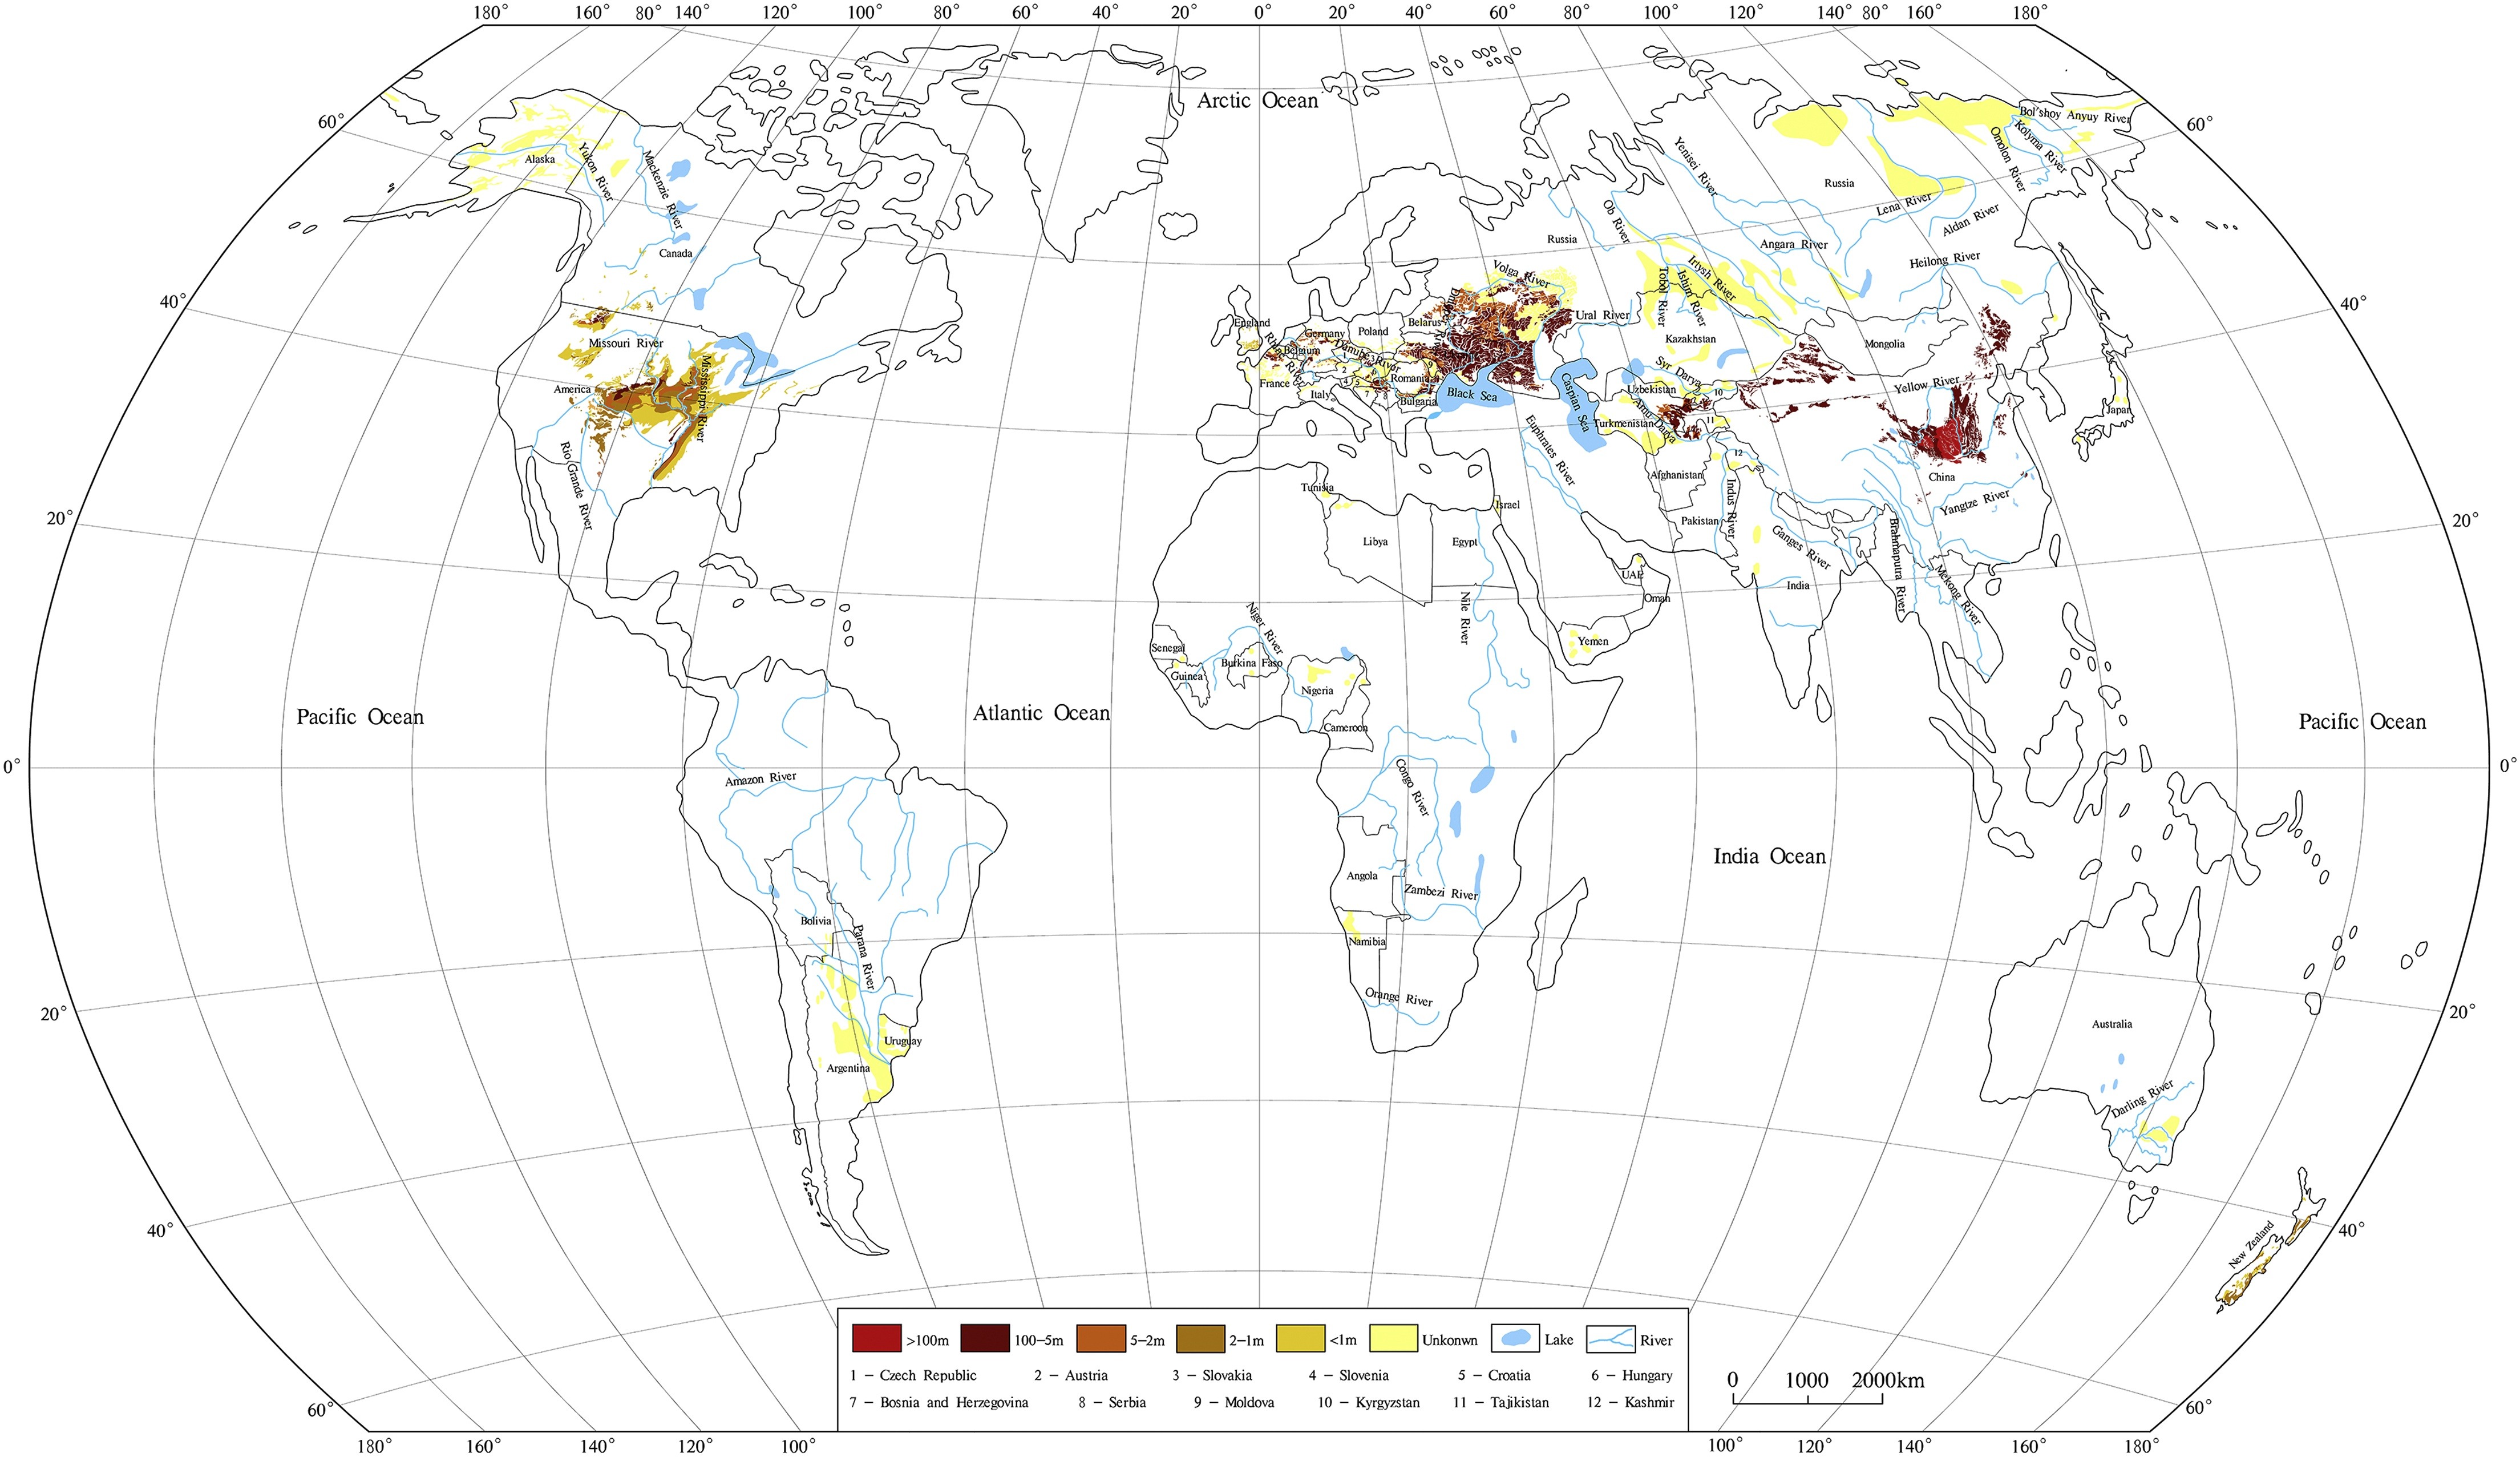 180° 160° 80° 140° 120° 100° 80° 60° 40° 20° 0° 20° 40° 60° 80° 100° 120° 140° 80° 160° 180°
Arctic Ocean
60°
60°
Bol'shoy Anyuy River
Kolyma River
Omolon River
Yenisei River
Alaska
Yukon River
Mackenzie River
Russia
Lena River
Aldan River
Ob River
Russia
Angara River
Canada
Heilong River
Volga River
Irtysh River
Tobol River
Ishim River
40°
40°
England
Germany
Poland
Belarus
Ural River
Missouri River
Belgium
Danube River
Kazakhstan
Mongolia
Mississippi River
France
Romania
Syr Darya
Yellow River
America
Italy
Bulgaria
Black Sea
Caspian Sea
Uzbekistan
10
Japan
Amu Darya
Turkmenistan
11
Euphrates River
12
Rio Grande River
Afghanistan
China
Tunisia
Israel
Indus River
Yangtze River
20°
20°
Pakistan
Libya
Egypt
Ganges River
Brahmaputra River
UAE
India
Mekong River
Oman
Nile River
Niger River
Yemen
Senegal
Burkina Faso
Guinea
Nigeria
Pacific Ocean
Atlantic Ocean
Cameroon
Pacific Ocean
0°
0°
Amazon River
Congo River
India Ocean
Angola
Zambezi River
Bolivia
Parana River
Namibia
Orange River
20°
20°
Australia
Uruguay
Argentina
Darling River
40°
40°
New Zealand
>100m 100–5m 5–2m 2–1m <1m Unkonwn Lake River
1 – Czech Republic 2 – Austria 3 – Slovakia 4 – Slovenia 5 – Croatia 6 – Hungary
7 – Bosnia and Herzegovina 8 – Serbia 9 – Moldova 10 – Kyrgyzstan 11 – Tajikistan 12 – Kashmir
0 1000 2000km
60°
60°
180° 160° 140° 120° 100° 100° 120° 140° 160° 180°